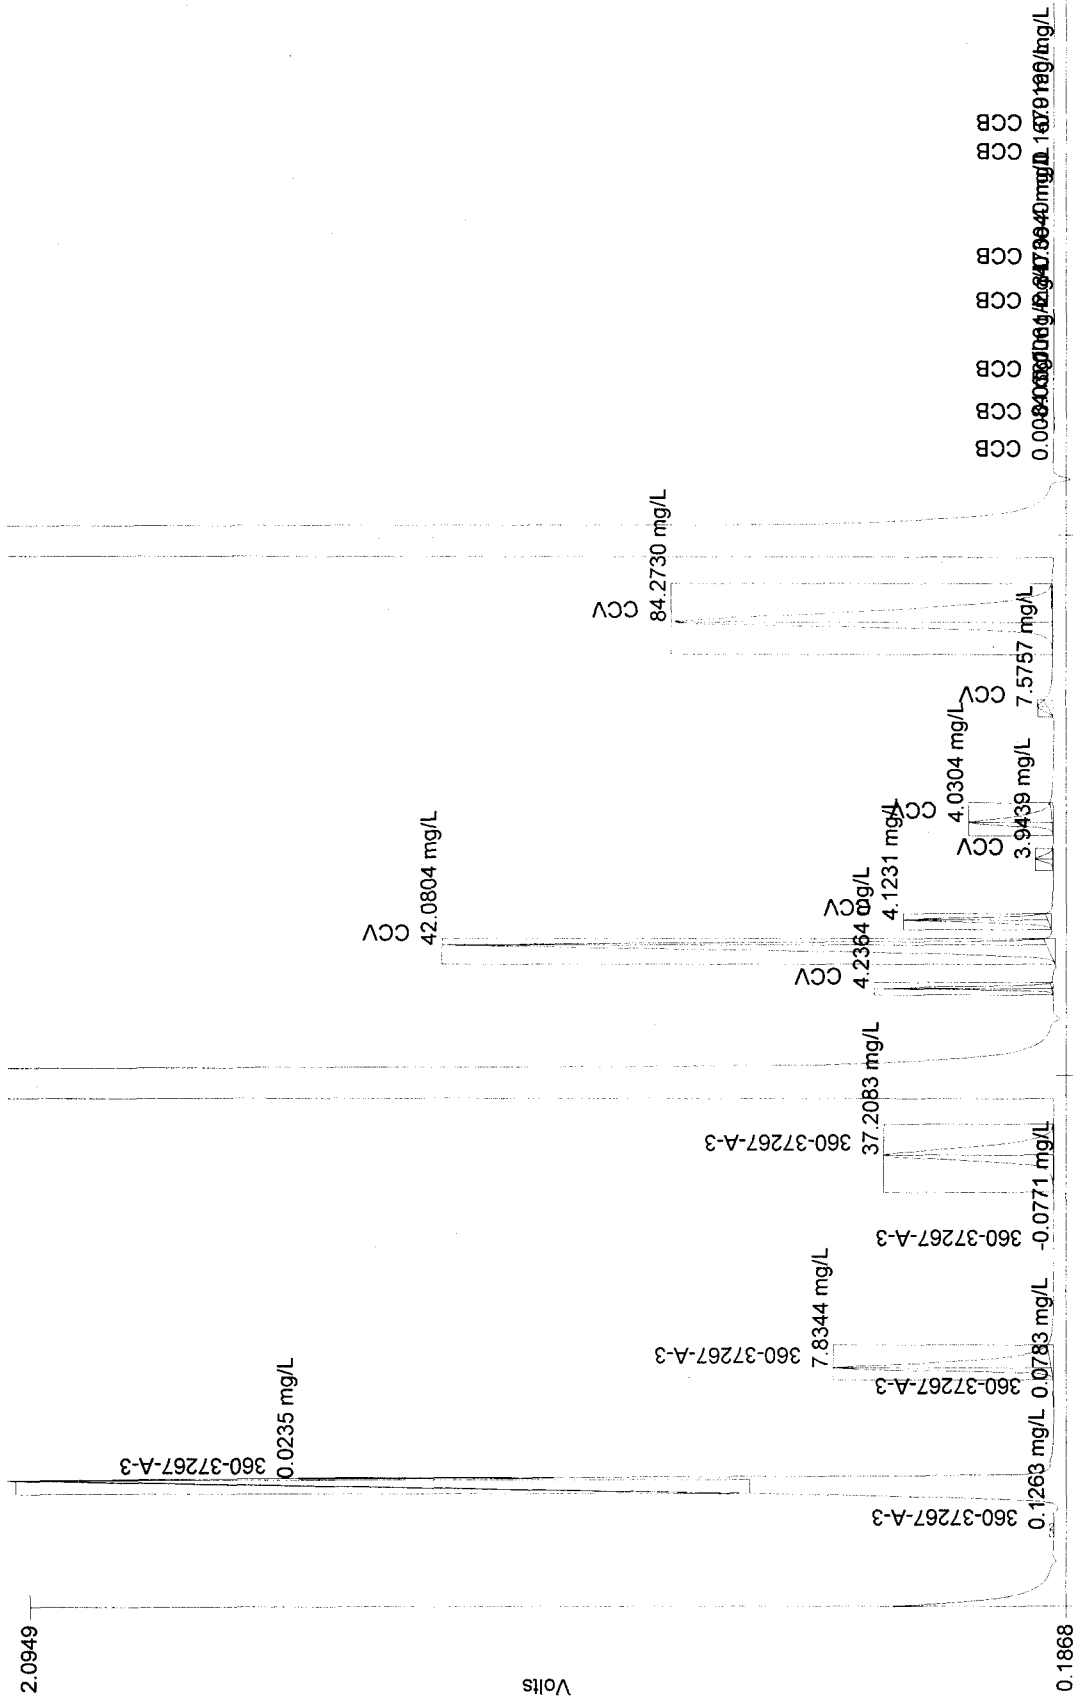 2.0949
Volts
0.1868
360-37267-A-3
0.1263 mg/L
360-37267-A-3
0.0235 mg/L
360-37267-A-3
0.0783 mg/L
360-37267-A-3
7.8344 mg/L
360-37267-A-3
-0.0771 mg/L
360-37267-A-3
37.2083 mg/L
CCV
4.2364 mg/L
CCV
42.0804 mg/L
CCV
4.1231 mg/L
CCV
3.9439 mg/L
CCV
4.0304 mg/L
CCV
7.5757 mg/L
CCV
84.2730 mg/L
CCB
CCB
CCB
CCB
CCB
CCB
CCB